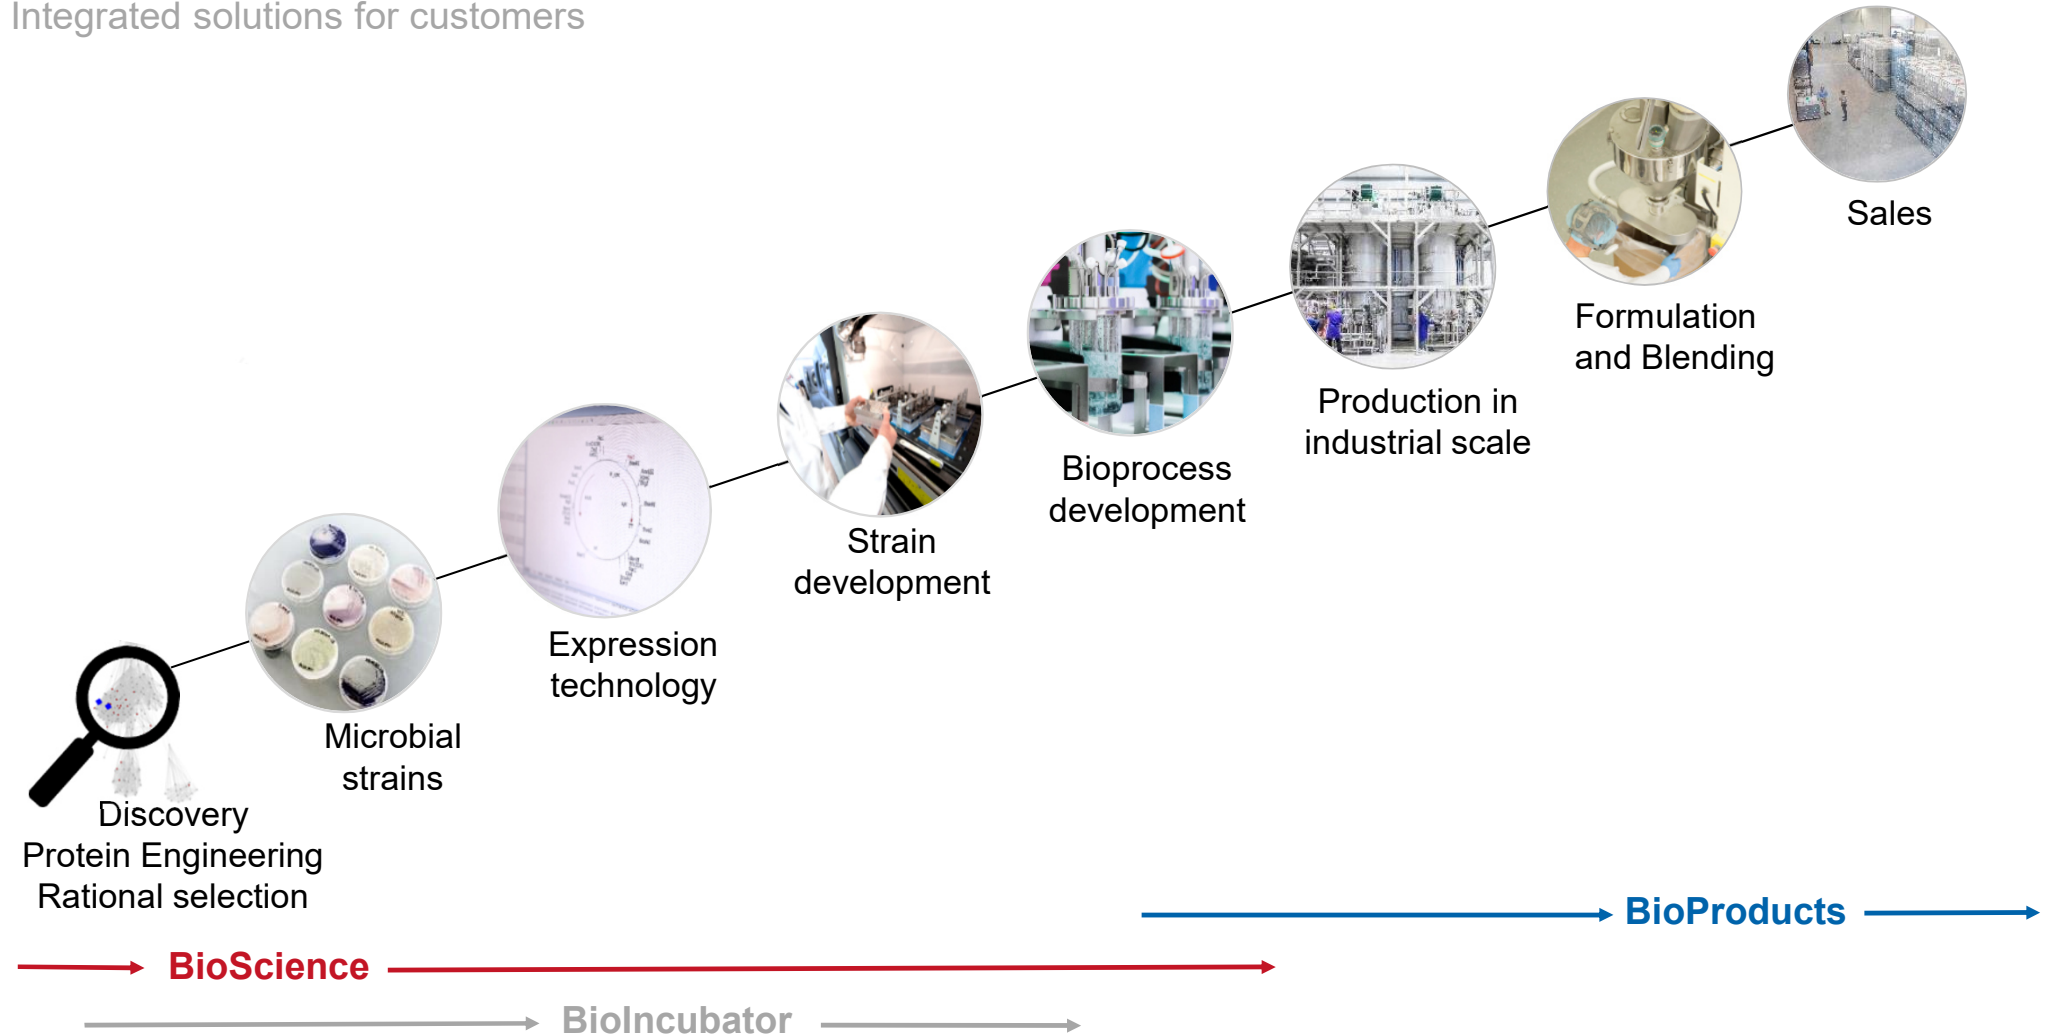 Integrated solutions for customers
Sales
Formulation
and Blending
Production in
industrial scale
Bioprocess
development
Strain
development
Expression
technology
Microbial
strains
Discovery
Protein Engineering
Rational selection
BioProducts
BioScience
BioIncubator